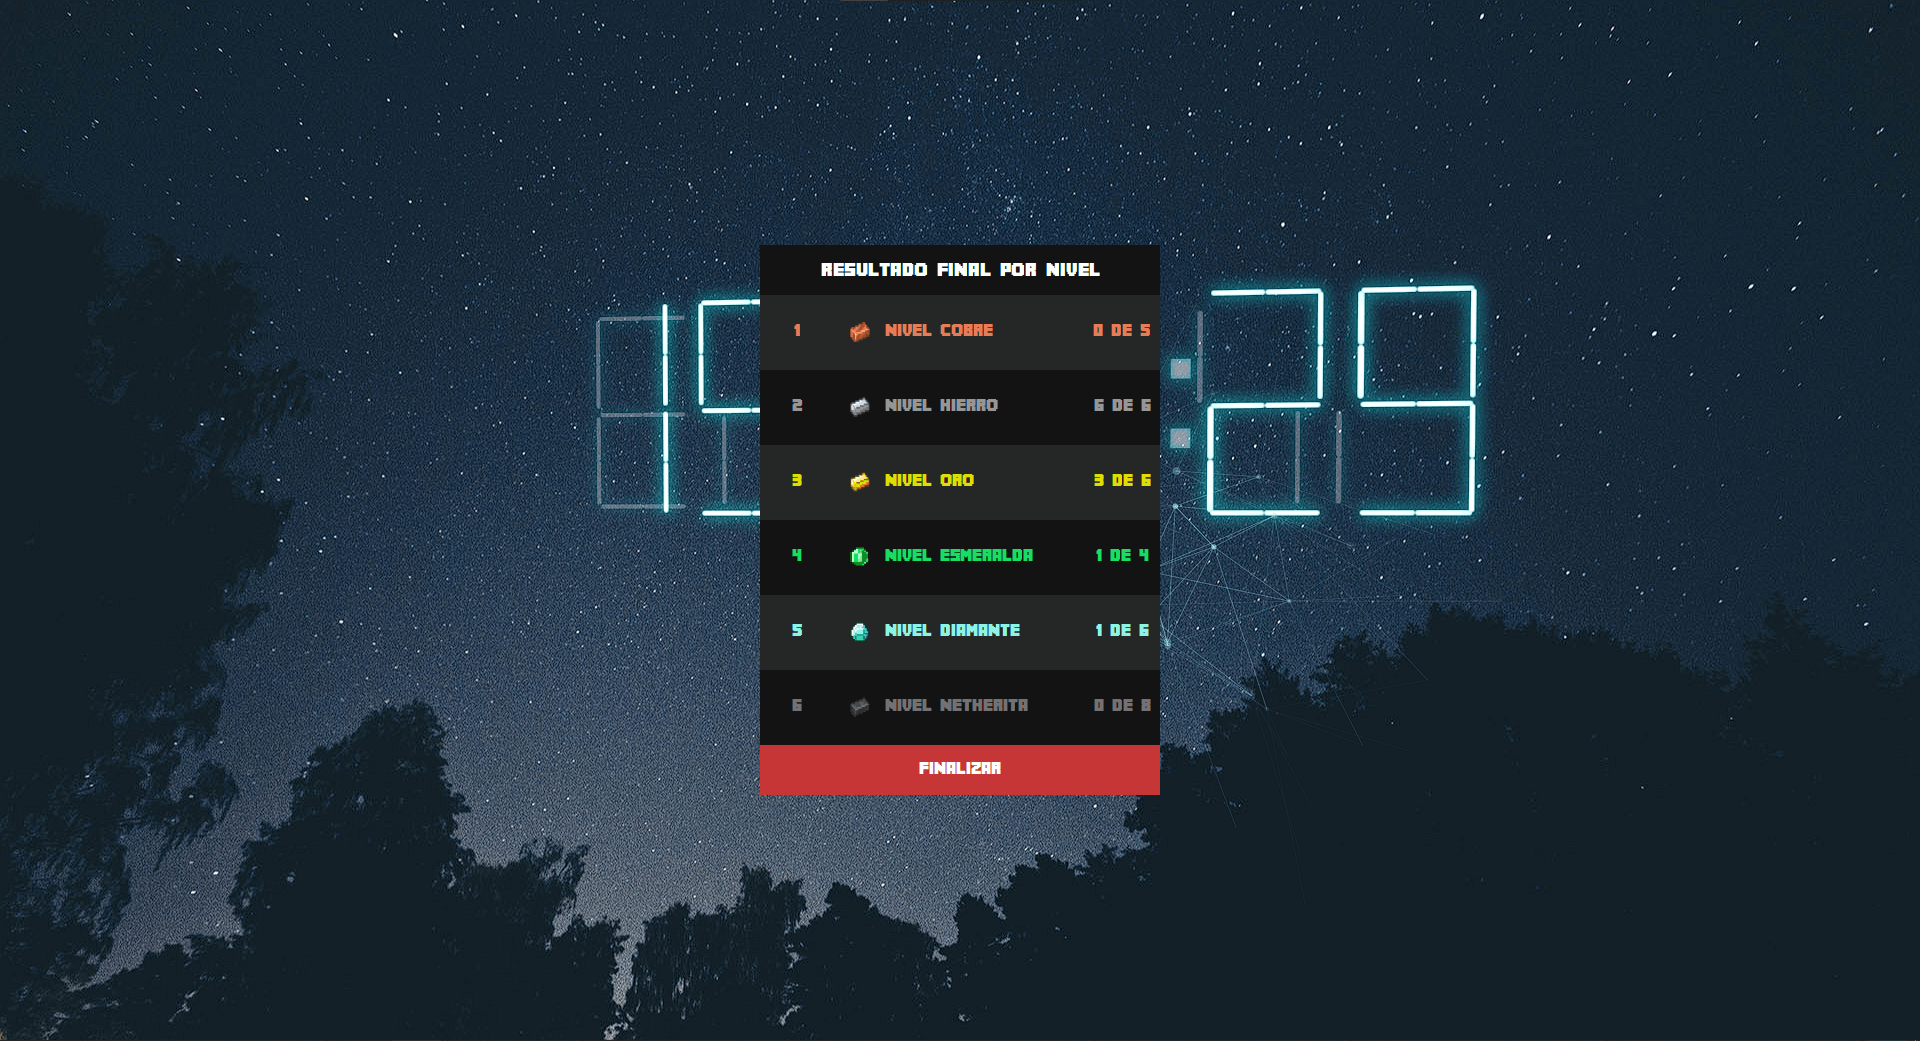 RESULTADO FINAL POR NIVEL
1 NIVEL COBRE 0 DE 5
2 NIVEL HIERRO 6 DE 6
3 NIVEL ORO 3 DE 6
4 NIVEL ESMERALDA 1 DE 4
5 NIVEL DIAMANTE 1 DE 6
6 NIVEL NETHERITA 0 DE 8
FINALIZAR
:29